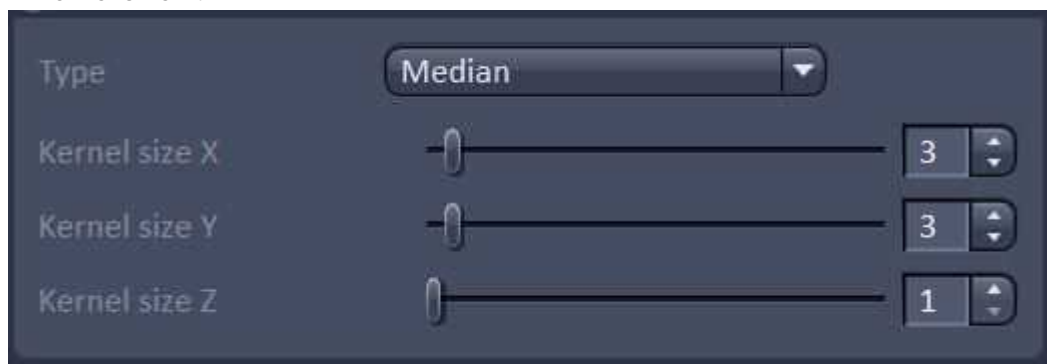 Type Median
Kernel size X 3
Kernel size Y 3
Kernel size Z 1